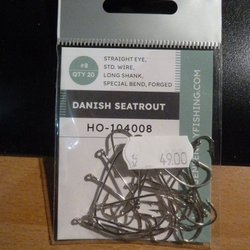 #8
QTY 20
STRAIGHT EYE,
STD. WIRE,
LONG SHANK,
SPECIAL BEND, FORGED
DANISH SEATROUT
HO-104008
49.00